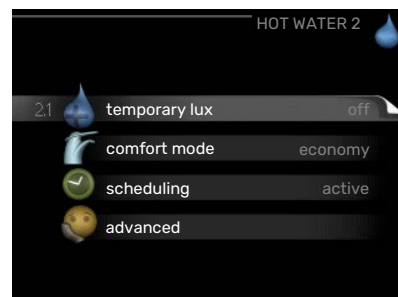 HOT WATER 2
2.1 temporary lux off
comfort mode economy
scheduling active
advanced